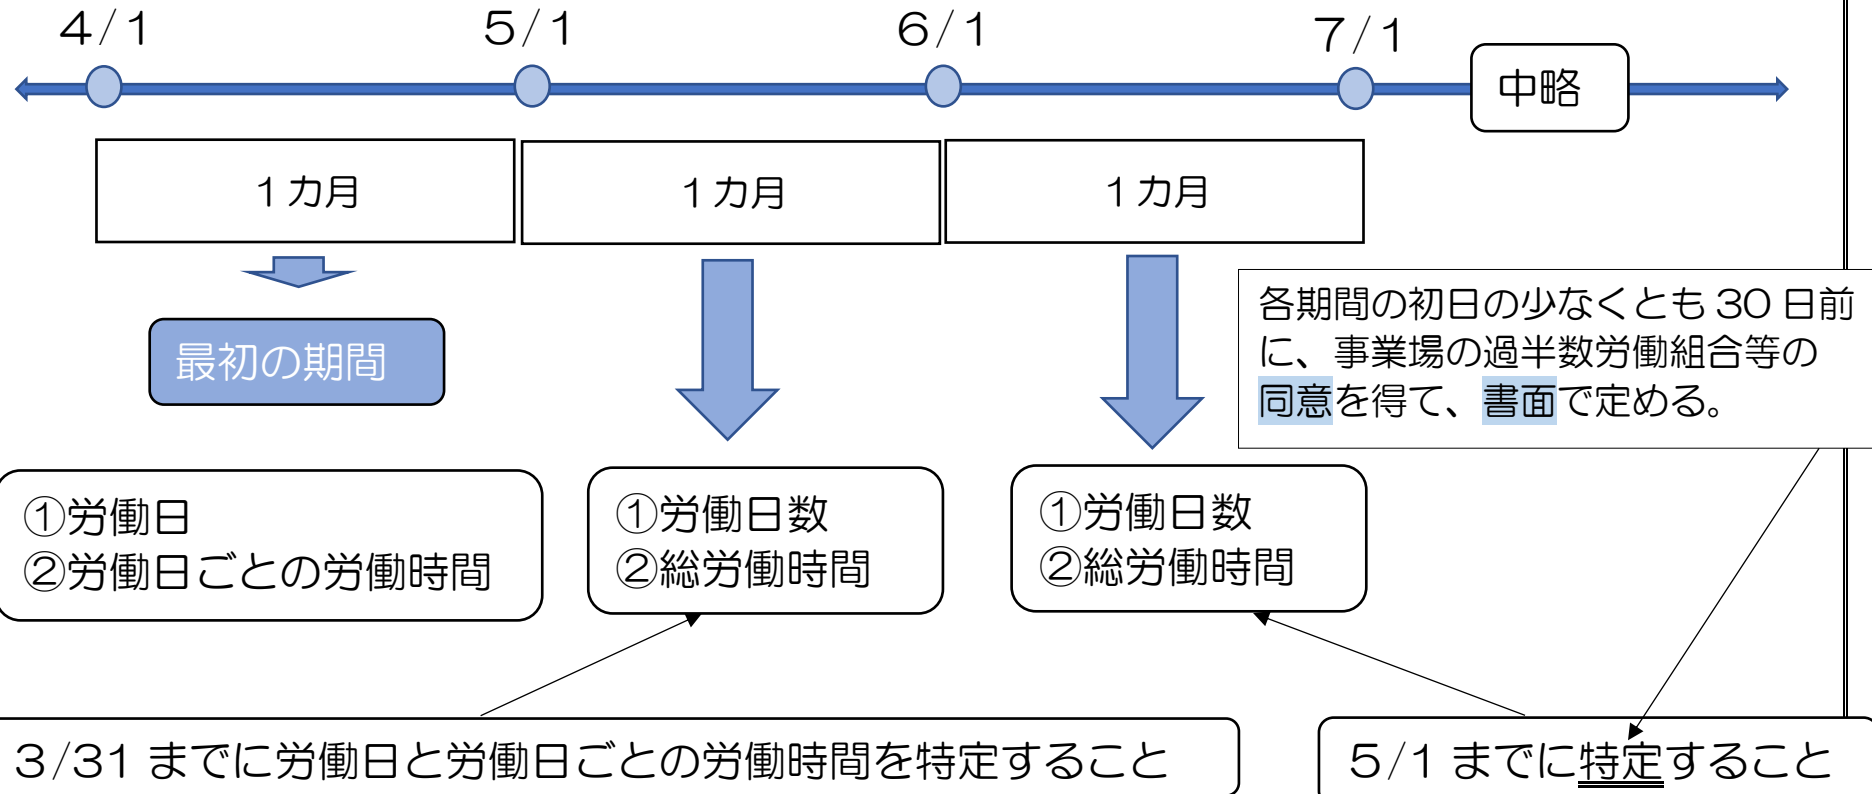 4/1
5/1
6/1
7/1
中略
1カ月
1カ月
1カ月
最初の期間
各期間の初日の少なくとも30日前
に、事業場の過半数労働組合等の
同意を得て、書面で定める。
①労働日
②労働日ごとの労働時間
①労働日数
②総労働時間
①労働日数
②総労働時間
3/31 までに労働日と労働日ごとの労働時間を特定すること
5/1 までに特定すること